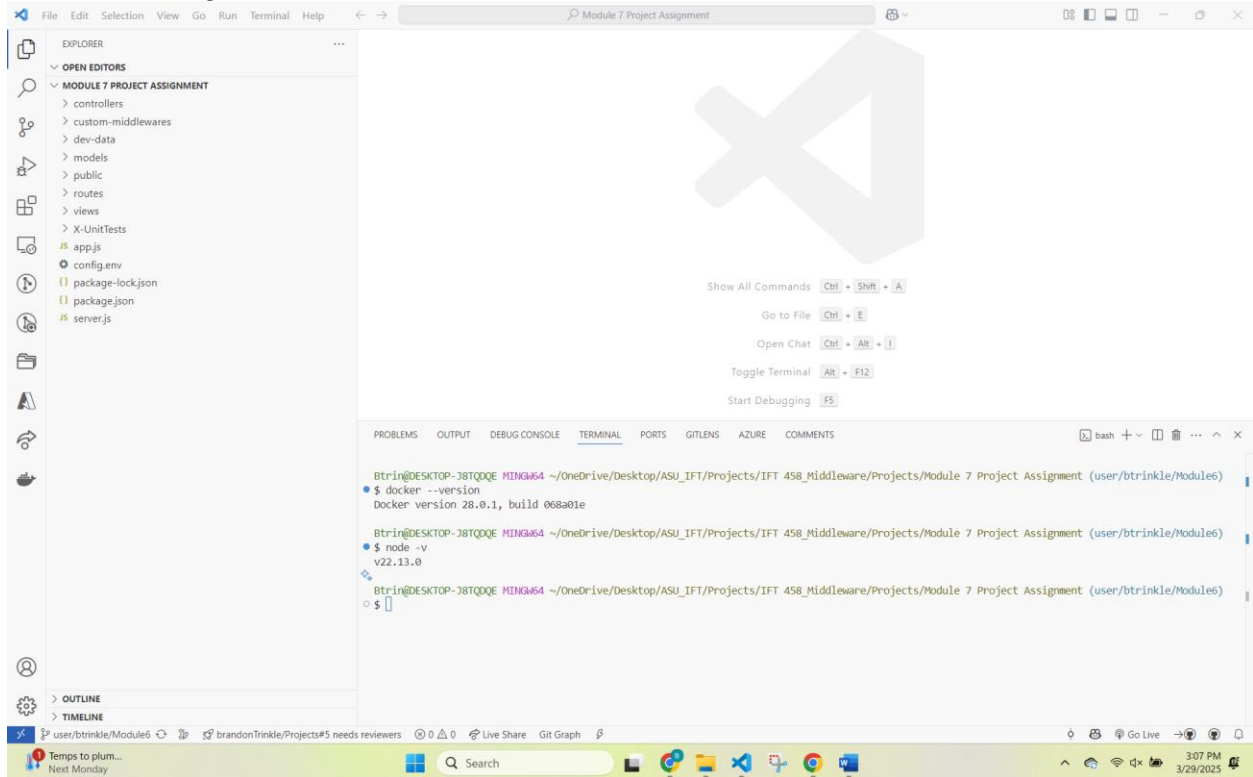 File Edit Selection View Go Run Terminal Help
Module 7 Project Assignment
EXPLORER
OPEN EDITORS
MODULE 7 PROJECT ASSIGNMENT
controllers
custom-middlewares
dev-data
models
public
routes
views
X-UnitTests
JS app.js
config.env
{} package-lock.json
{} package.json
JS server.js
Show All Commands Ctrl + Shift + A
Go to File Ctrl + E
Open Chat Ctrl + Alt + I
Toggle Terminal Alt + F12
Start Debugging F5
PROBLEMS OUTPUT DEBUG CONSOLE TERMINAL PORTS GITLENS AZURE COMMENTS
bash
Btrin@DESKTOP-J8TQDQE MINGW64 ~/OneDrive/Desktop/ASU_IFT/Projects/IFT 458_Middleware/Projects/Module 7 Project Assignment (user/btrinkle/Module6)
$ docker --version
Docker version 28.0.1, build 068a01e
Btrin@DESKTOP-J8TQDQE MINGW64 ~/OneDrive/Desktop/ASU_IFT/Projects/IFT 458_Middleware/Projects/Module 7 Project Assignment (user/btrinkle/Module6)
$ node -v
v22.13.0
Btrin@DESKTOP-J8TQDQE MINGW64 ~/OneDrive/Desktop/ASU_IFT/Projects/IFT 458_Middleware/Projects/Module 7 Project Assignment (user/btrinkle/Module6)
$
OUTLINE
TIMELINE
user/btrinkle/Module6 brandonTrinkle/Projects#5 needs reviewers 0 0 Live Share Git Graph Go Live
Temps to plum...
Next Monday
Search
3:07 PM
3/29/2025